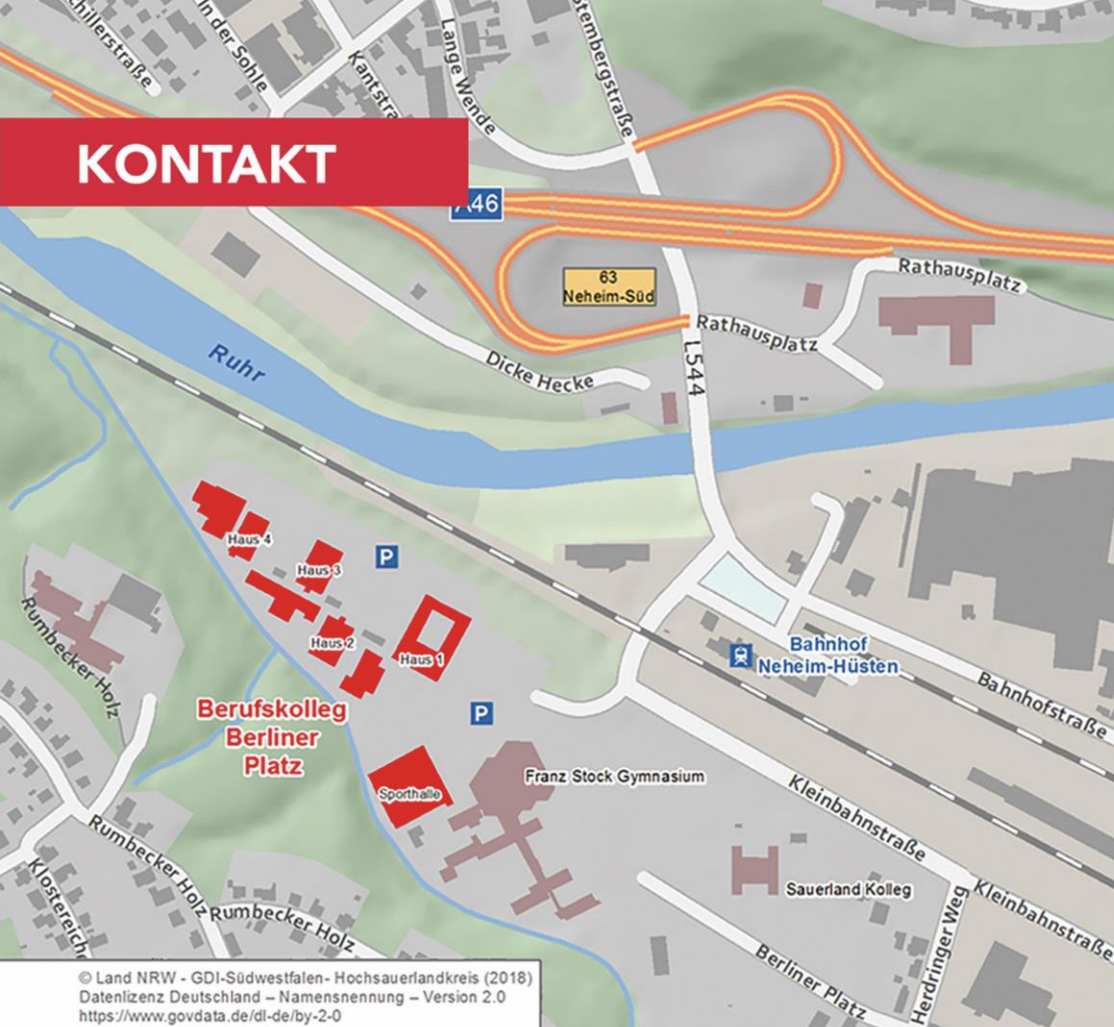 chillerstraße
In der Sohle
Kantstra
Lange Wende
Stembergstraße
KONTAKT
A46
Rathausplatz
63
Neheim-Süd
Rathausplatz
Ruhr
Dicke Hecke
L544
Haus 4
P
Haus 3
Haus 2
Haus 1
Bahnhof
Neheim-Hüsten
Rumbecker Holz
Bahnhofstraße
Berufskolleg
Berliner
Platz
P
Franz Stock Gymnasium
Sporthalle
Kleinbahnstraße
Rumbecker Holz
Klostereich
Rumbecker Holz
Sauerland Kolleg
Kleinbahnstraße
Herdringer Weg
Berliner Platz
© Land NRW - GDI-Südwestfalen- Hochsauerlandkreis (2018)
Datenlizenz Deutschland – Namensnennung – Version 2.0
https://www.govdata.de/dl-de/by-2-0